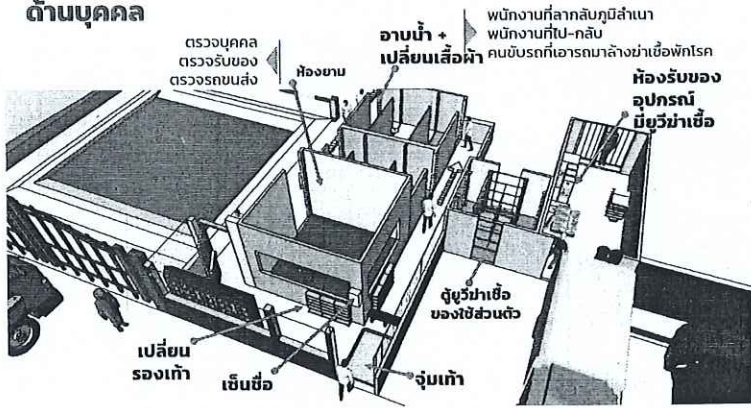 ด้านบุคคล
ตรวจบุคคล
ตรวจรับของ
ตรวจรถขนส่ง
ห้องยาม
อาบน้ำ +
เปลี่ยนเสื้อผ้า
พนักงานที่ลากลับภูมิลำเนา
พนักงานที่ไป-กลับ
คนขับรถที่เอารถมาล้างฆ่าเชื้อพักโรค
ห้องรับของ
อุปกรณ์
มียูวีฆ่าเชื้อ
ตู้ยูวีฆ่าเชื้อ
ของใช้ส่วนตัว
เปลี่ยน
รองเท้า
เซ็นชื่อ
จุ่มเท้า